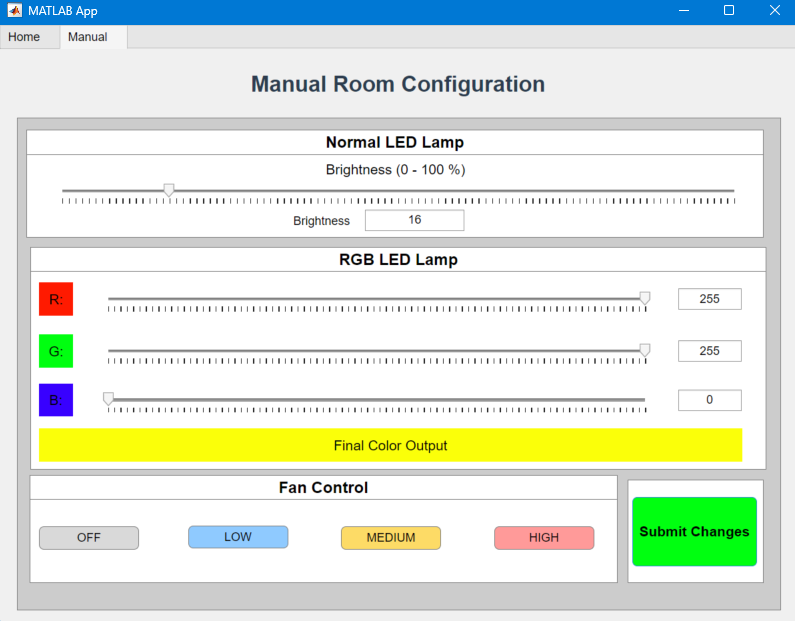 MATLAB App
Home Manual
Manual Room Configuration
Normal LED Lamp
Brightness (0 - 100 %)
Brightness 16
RGB LED Lamp
R: 255
G: 255
B: 0
Final Color Output
Fan Control
OFF LOW MEDIUM HIGH
Submit Changes